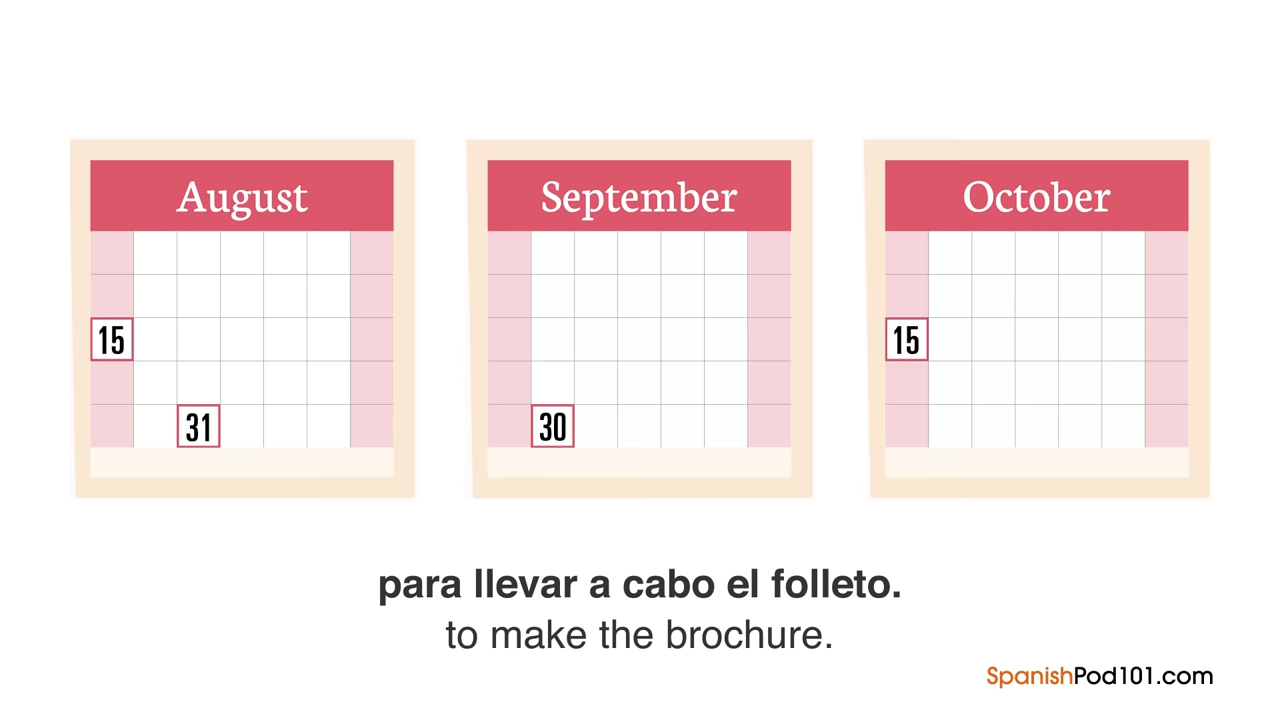 August
September
October
15
15
31
30
para llevar a cabo el folleto.
to make the brochure.
SpanishPod101.com